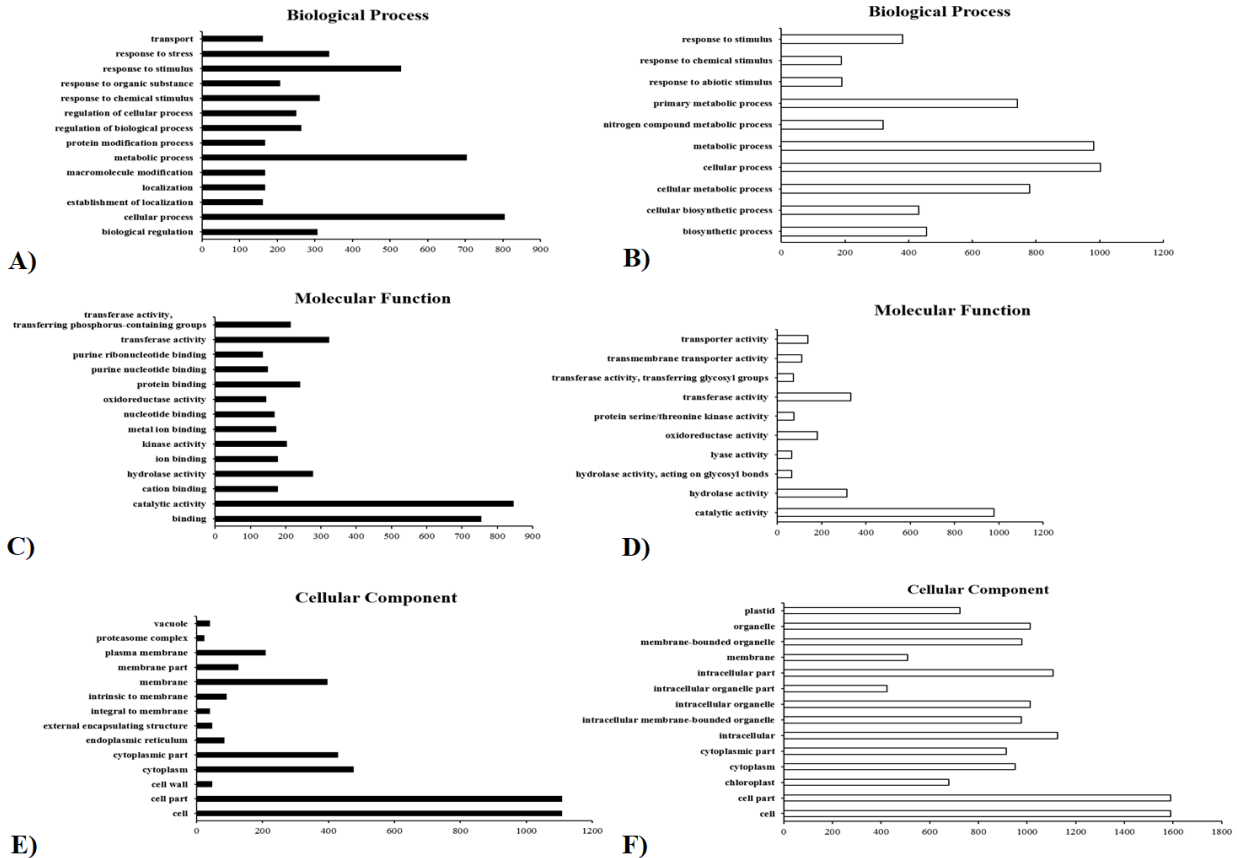 Biological Process
transport
response to stress
response to stimulus
response to organic substance
response to chemical stimulus
regulation of cellular process
regulation of biological process
protein modification process
metabolic process
macromolecule modification
localization
establishment of localization
cellular process
biological regulation
0 100 200 300 400 500 600 700 800 900
A)
Biological Process
response to stimulus
response to chemical stimulus
response to abiotic stimulus
primary metabolic process
nitrogen compound metabolic process
metabolic process
cellular process
cellular metabolic process
cellular biosynthetic process
biosynthetic process
0 200 400 600 800 1000 1200
B)
Molecular Function
transferase activity,
transferring phosphorus-containing groups
transferase activity
purine ribonucleotide binding
purine nucleotide binding
protein binding
oxidoreductase activity
nucleotide binding
metal ion binding
kinase activity
ion binding
hydrolase activity
cation binding
catalytic activity
binding
0 100 200 300 400 500 600 700 800 900
C)
Molecular Function
transporter activity
transmembrane transporter activity
transferase activity, transferring glycosyl groups
transferase activity
protein serine/threonine kinase activity
oxidoreductase activity
lyase activity
hydrolase activity, acting on glycosyl bonds
hydrolase activity
catalytic activity
0 200 400 600 800 1000 1200
D)
Cellular Component
vacuole
proteasome complex
plasma membrane
membrane part
membrane
intrinsic to membrane
integral to membrane
external encapsulating structure
endoplasmic reticulum
cytoplasmic part
cytoplasm
cell wall
cell part
cell
0 200 400 600 800 1000 1200
E)
Cellular Component
plastid
organelle
membrane-bounded organelle
membrane
intracellular part
intracellular organelle part
intracellular organelle
intracellular membrane-bounded organelle
intracellular
cytoplasmic part
cytoplasm
chloroplast
cell part
cell
0 200 400 600 800 1000 1200 1400 1600 1800
F)